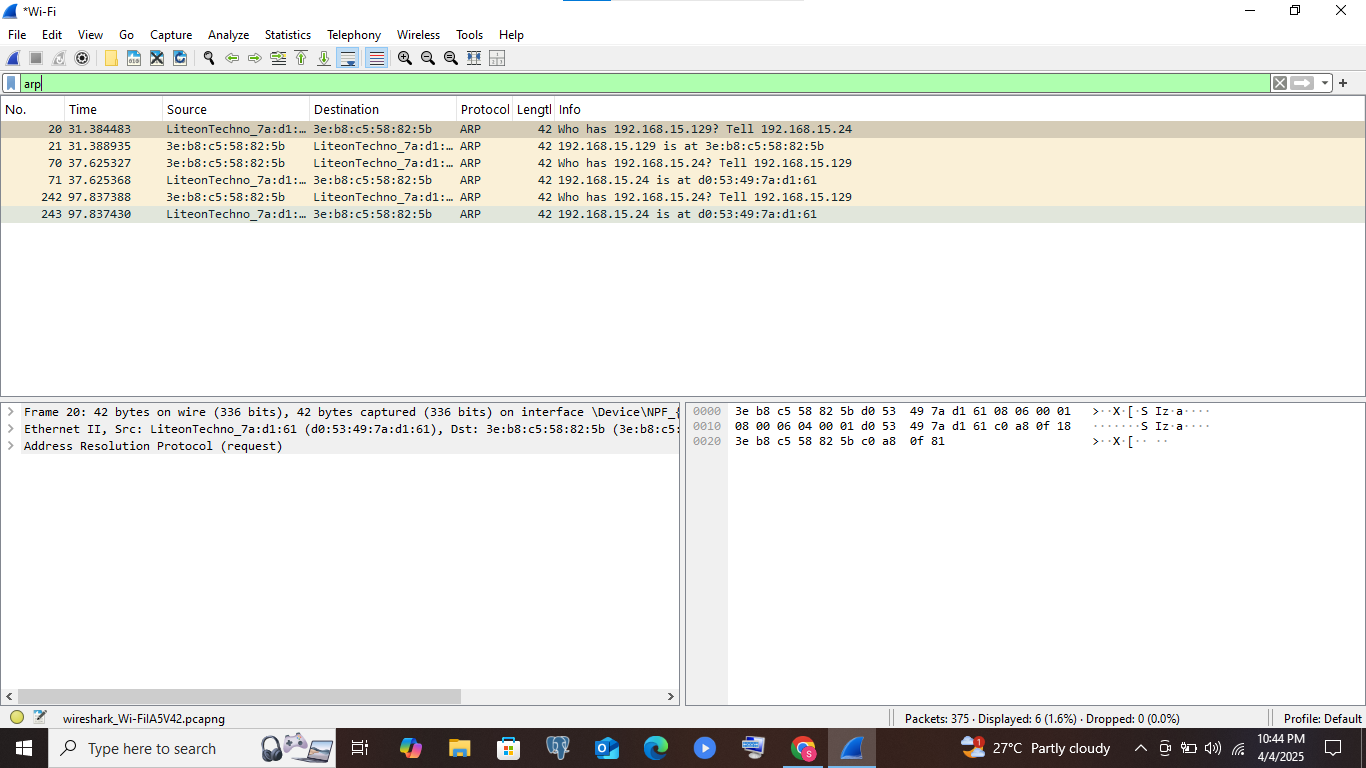 *Wi-Fi
File Edit View Go Capture Analyze Statistics Telephony Wireless Tools Help
arp
No. Time Source Destination Protocol Lengtl Info
20 31.384483 LiteonTechno_7a:d1:… 3e:b8:c5:58:82:5b ARP 42 Who has 192.168.15.129? Tell 192.168.15.24
21 31.388935 3e:b8:c5:58:82:5b LiteonTechno_7a:d1:… ARP 42 192.168.15.129 is at 3e:b8:c5:58:82:5b
70 37.625327 3e:b8:c5:58:82:5b LiteonTechno_7a:d1:… ARP 42 Who has 192.168.15.24? Tell 192.168.15.129
71 37.625368 LiteonTechno_7a:d1:… 3e:b8:c5:58:82:5b ARP 42 192.168.15.24 is at d0:53:49:7a:d1:61
242 97.837388 3e:b8:c5:58:82:5b LiteonTechno_7a:d1:… ARP 42 Who has 192.168.15.24? Tell 192.168.15.129
243 97.837430 LiteonTechno_7a:d1:… 3e:b8:c5:58:82:5b ARP 42 192.168.15.24 is at d0:53:49:7a:d1:61
Frame 20: 42 bytes on wire (336 bits), 42 bytes captured (336 bits) on interface \Device\NPF_{
Ethernet II, Src: LiteonTechno_7a:d1:61 (d0:53:49:7a:d1:61), Dst: 3e:b8:c5:58:82:5b (3e:b8:c5:58:
Address Resolution Protocol (request)
0000 3e b8 c5 58 82 5b d0 53 49 7a d1 61 08 06 00 01 >··X·[·S Iz·a····
0010 08 00 06 04 00 01 d0 53 49 7a d1 61 c0 a8 0f 18 ·······S Iz·a····
0020 3e b8 c5 58 82 5b c0 a8 0f 81 >··X·[·· ··
wireshark_Wi-FiIA5V42.pcapng
Packets: 375 · Displayed: 6 (1.6%) · Dropped: 0 (0.0%)
Profile: Default
Type here to search
1
27°C Partly cloudy
10:44 PM
4/4/2025